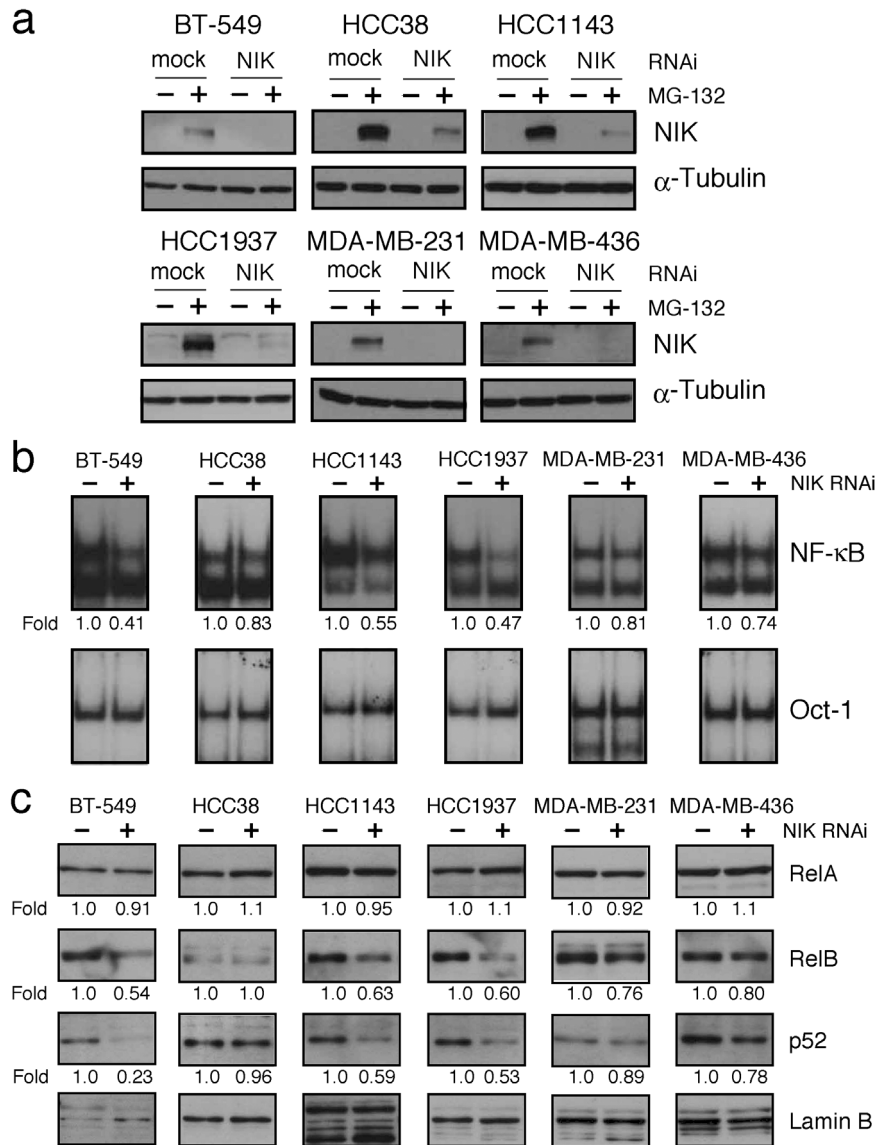 a
BT-549 HCC38 HCC1143
mock NIK mock NIK mock NIK RNAi
− + − + − + − + − + − + MG-132
NIK
α-Tubulin
HCC1937 MDA-MB-231 MDA-MB-436
mock NIK mock NIK mock NIK RNAi
− + − + − + − + − + − + MG-132
NIK
α-Tubulin
b
BT-549 HCC38 HCC1143 HCC1937 MDA-MB-231 MDA-MB-436
− + − + − + − + − + − + NIK RNAi
NF-κB
Fold 1.0 0.41 1.0 0.83 1.0 0.55 1.0 0.47 1.0 0.81 1.0 0.74
Oct-1
c
BT-549 HCC38 HCC1143 HCC1937 MDA-MB-231 MDA-MB-436
− + − + − + − + − + − + NIK RNAi
RelA
Fold 1.0 0.91 1.0 1.1 1.0 0.95 1.0 1.1 1.0 0.92 1.0 1.1
RelB
Fold 1.0 0.54 1.0 1.0 1.0 0.63 1.0 0.60 1.0 0.76 1.0 0.80
p52
Fold 1.0 0.23 1.0 0.96 1.0 0.59 1.0 0.53 1.0 0.89 1.0 0.78
Lamin B